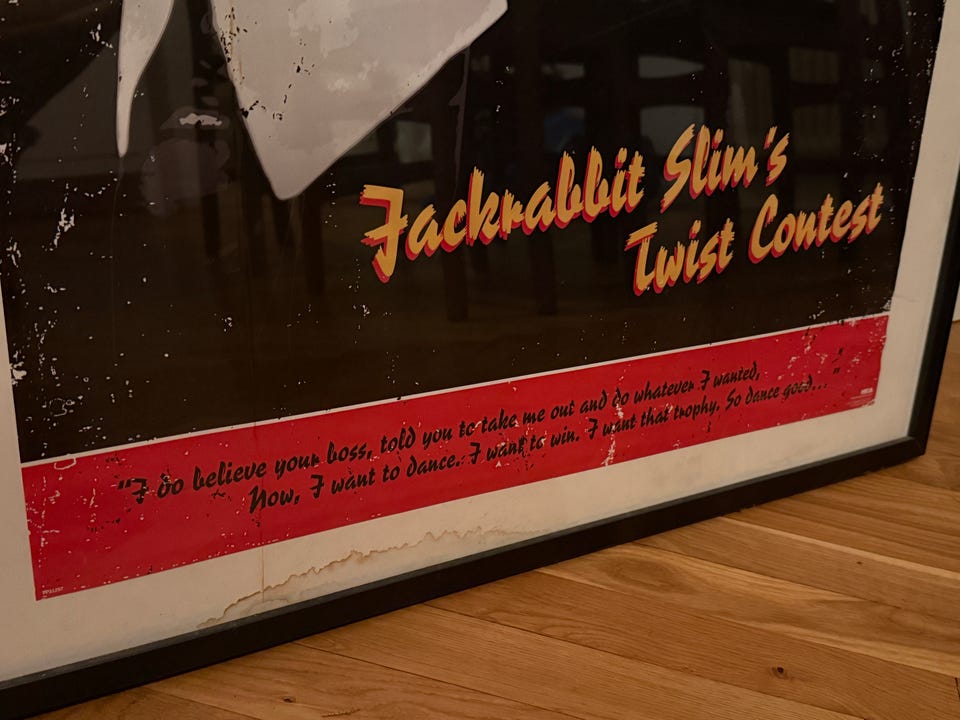 Jackrabbit Slim's
Twist Contest
"I do believe your boss, told you to take me out and do whatever I wanted,
Now, I want to dance. I want to win. I want that trophy. So dance good... "